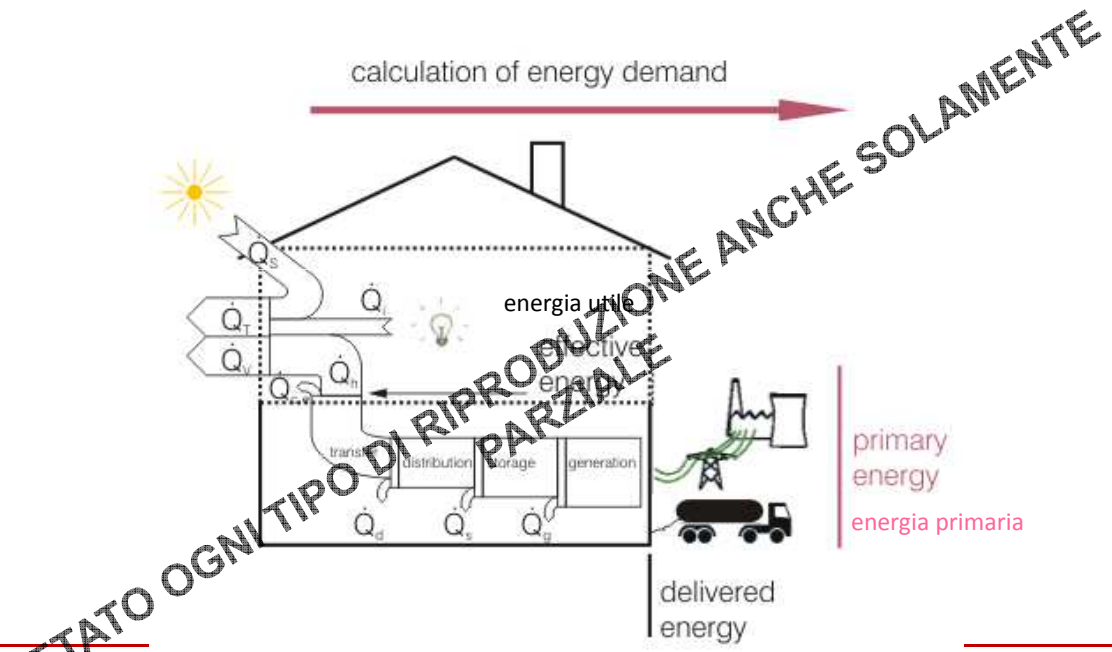 calculation of energy demand
Q̇S
Q̇i
energia utile
Q̇T
effective
Q̇V
Q̇h
energy
transfer
distribution
storage
generation
primary
energy
energia primaria
Q̇d
Q̇s
Q̇g
delivered
energy
ETATO OGNI TIPO DI RIPRODUZIONE ANCHE SOLAMENTE
PARZIALE